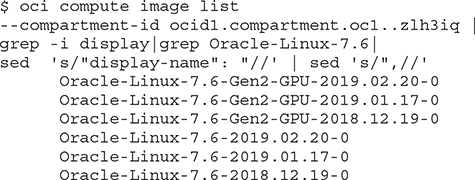 $ oci compute image list
--compartment-id ocid1.compartment.oc1..zlh3iq |
grep -i display|grep Oracle-Linux-7.6|
sed 's/"display-name": "//' | sed 's/",//'
Oracle-Linux-7.6-Gen2-GPU-2019.02.20-0
Oracle-Linux-7.6-Gen2-GPU-2019.01.17-0
Oracle-Linux-7.6-Gen2-GPU-2018.12.19-0
Oracle-Linux-7.6-2019.02.20-0
Oracle-Linux-7.6-2019.01.17-0
Oracle-Linux-7.6-2018.12.19-0